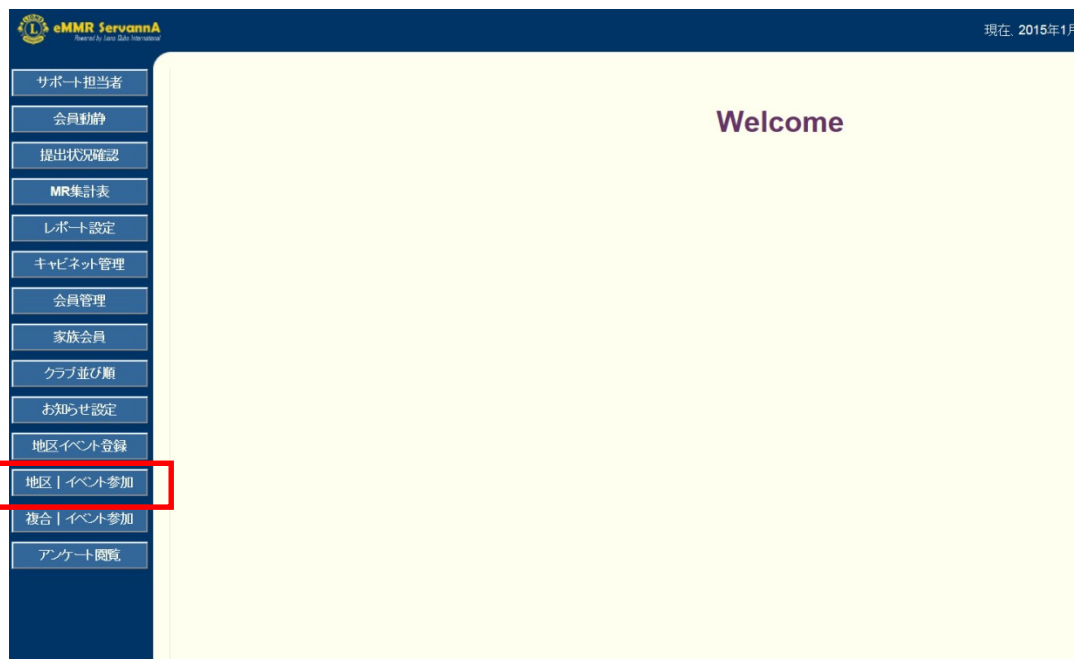 eMMR ServannA
Powered by Lions Clubs International
現在、2015年1月
サポート担当者
会員動静
提出状況確認
MR集計表
レポート設定
キャビネット管理
会員管理
家族会員
クラブ並び順
お知らせ設定
地区イベント登録
地区 | イベント参加
複合 | イベント参加
アンケート閲覧
Welcome